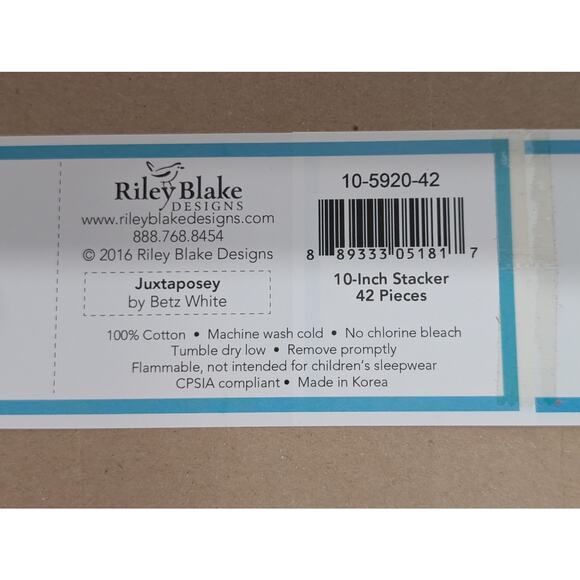 Riley Blake
DESIGNS
www.rileyblakedesigns.com
888.768.8454
© 2016 Riley Blake Designs
Juxtaposey
by Betz White
10-5920-42
8 89333 05181 7
10-Inch Stacker
42 Pieces
100% Cotton • Machine wash cold • No chlorine bleach
Tumble dry low • Remove promptly
Flammable, not intended for children's sleepwear
CPSIA compliant • Made in Korea